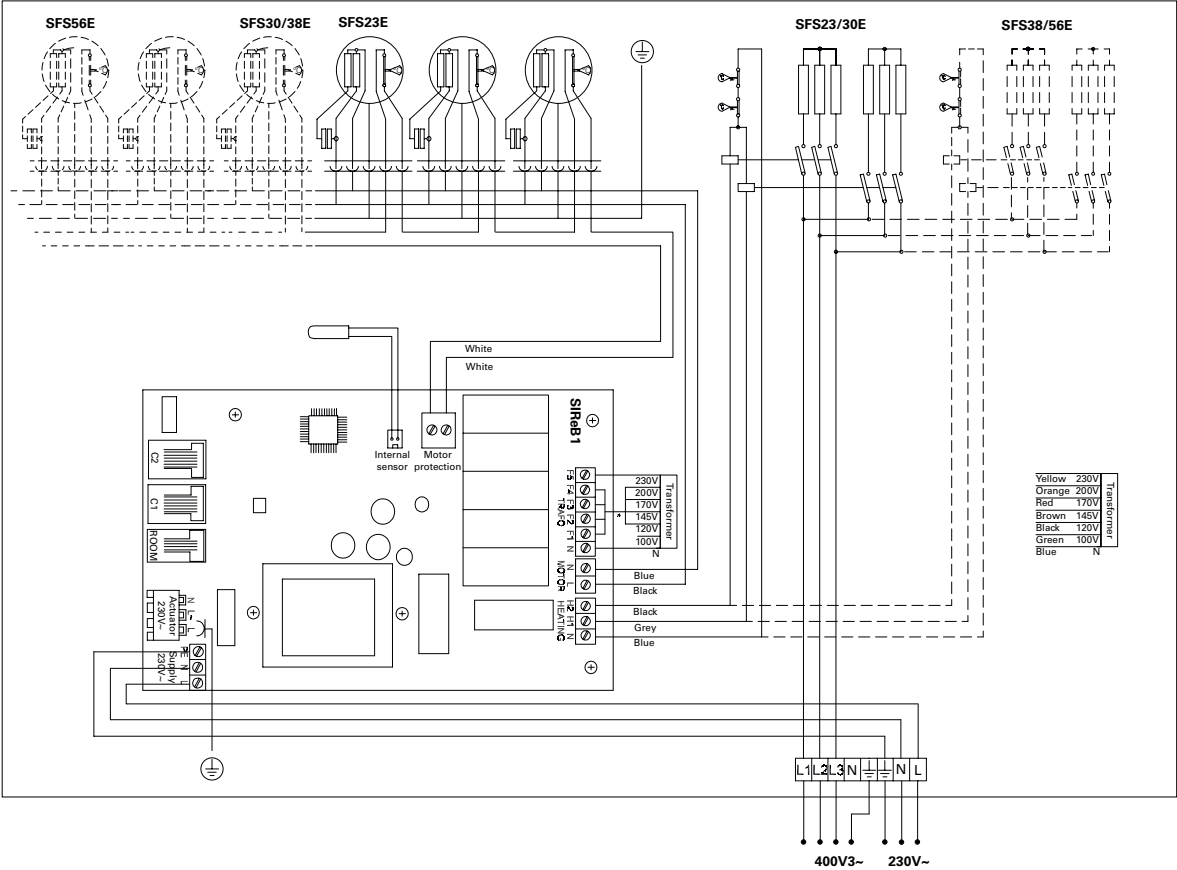 SFS56E
SFS30/38E
SFS23E
SFS23/30E
SFS38/56E
White
White
SIReB1
Internal
sensor
Motor
protection
C2
C1
ROOM
F5
F4
F3
F2
F1
N
TRAFO
230V
200V
170V
145V
120V
100V
N
*
Transformer
N
L
MOTOR
Blue
Black
H2
H1
N
HEATING
Black
Grey
Blue
Actuator
230V~
N
L~
L
Supply
230V~
PE
N
L
Yellow 230V
Orange 200V
Red 170V
Brown 145V
Black 120V
Green 100V
Blue N
Transformer
L1 L2 L3 N N L
400V3~ 230V~